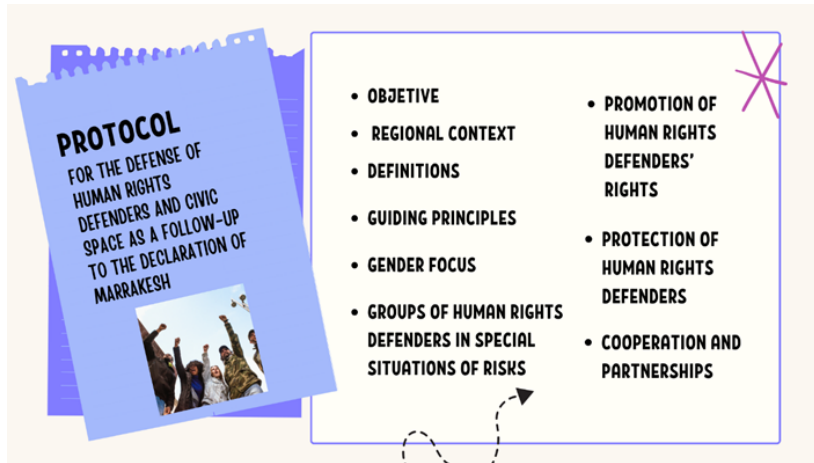 PROTOCOL
FOR THE DEFENSE OF
HUMAN RIGHTS
DEFENDERS AND CIVIC
SPACE AS A FOLLOW-UP
TO THE DECLARATION OF
MARRAKESH
• OBJETIVE
• REGIONAL CONTEXT
• DEFINITIONS
• GUIDING PRINCIPLES
• GENDER FOCUS
• GROUPS OF HUMAN RIGHTS
DEFENDERS IN SPECIAL
SITUATIONS OF RISKS
• PROMOTION OF
HUMAN RIGHTS
DEFENDERS'
RIGHTS
• PROTECTION OF
HUMAN RIGHTS
DEFENDERS
• COOPERATION AND
PARTNERSHIPS